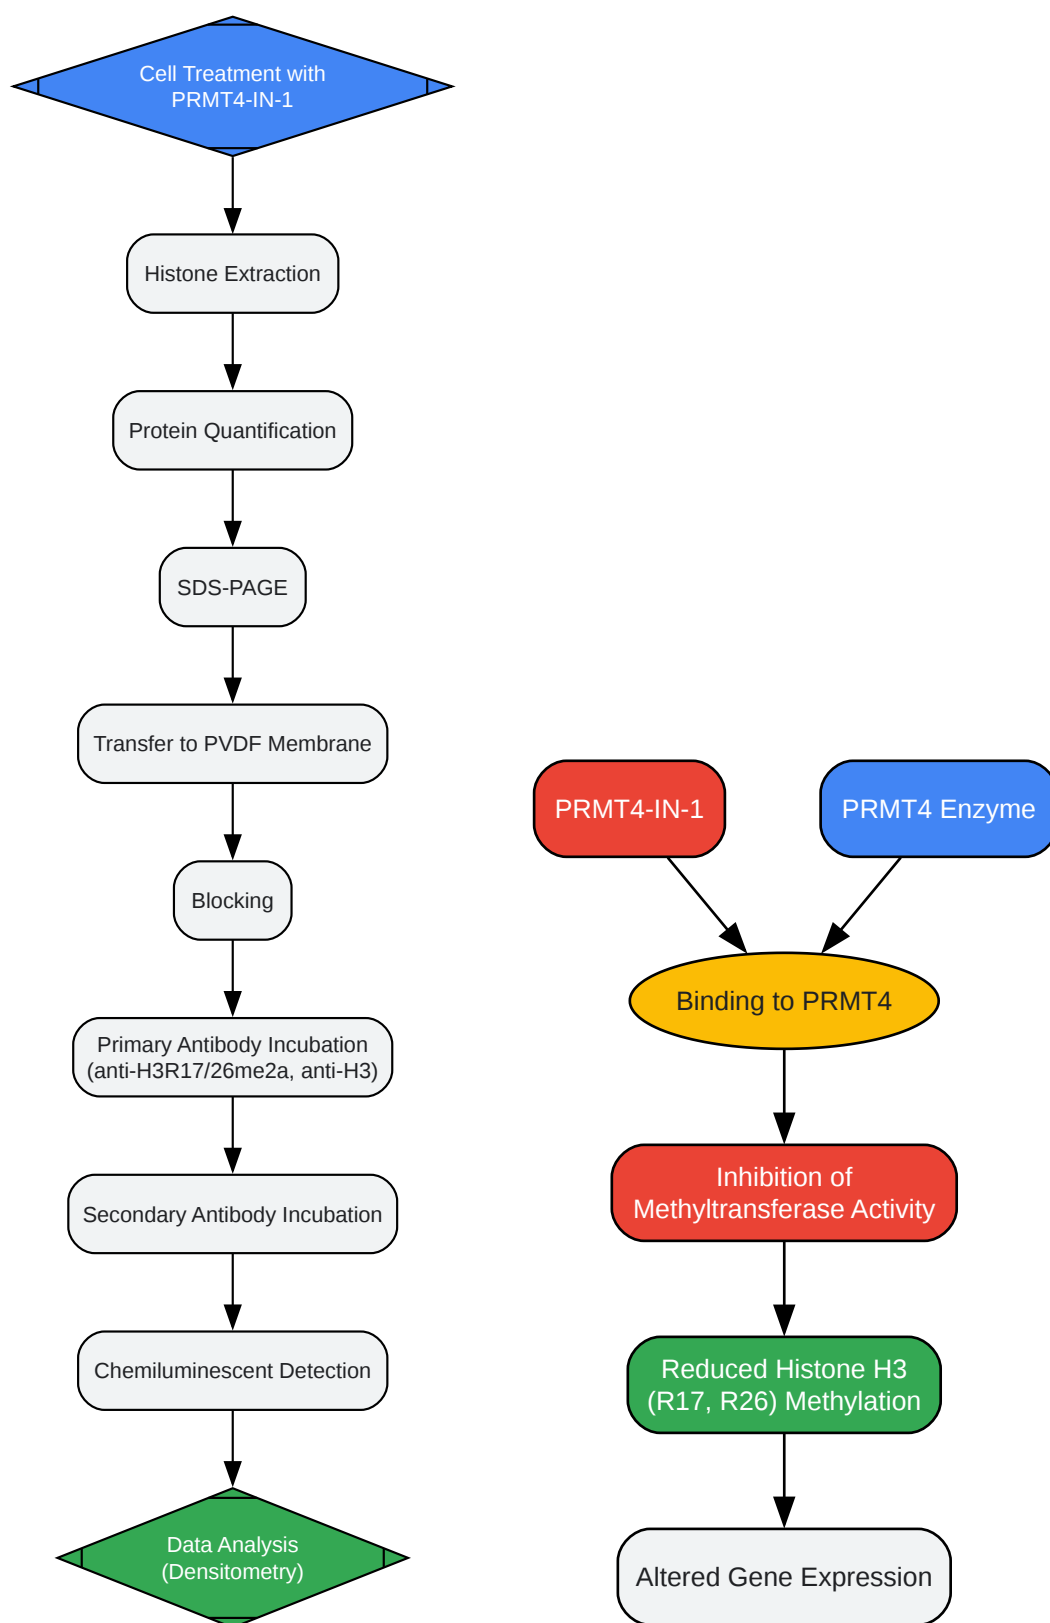 Cell Treatment with
PRMT4-IN-1
Histone Extraction
Protein Quantification
SDS-PAGE
Transfer to PVDF Membrane
Blocking
Primary Antibody Incubation
(anti-H3R17/26me2a, anti-H3)
Secondary Antibody Incubation
Chemiluminescent Detection
Data Analysis
(Densitometry)
PRMT4-IN-1
PRMT4 Enzyme
Binding to PRMT4
Inhibition of
Methyltransferase Activity
Reduced Histone H3
(R17, R26) Methylation
Altered Gene Expression